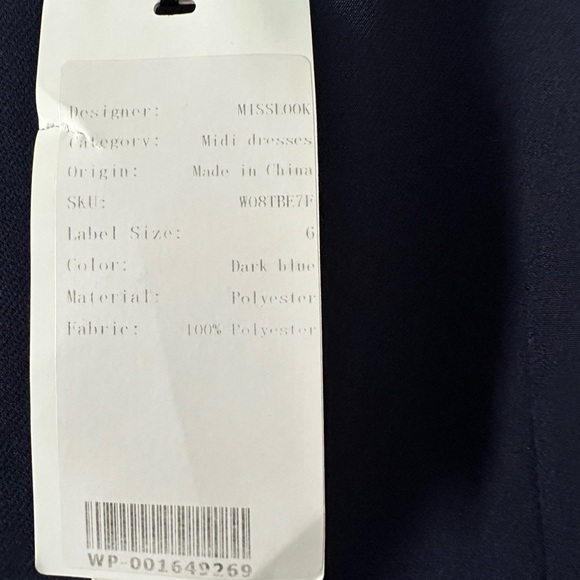 Designer: MISSLOOK
Category: Midi dresses
Origin: Made in China
SKU: WO8TBE7F
Label Size: 6
Color: Dark blue
Material: Polyester
Fabric: 100% Polyester
WP-001649269